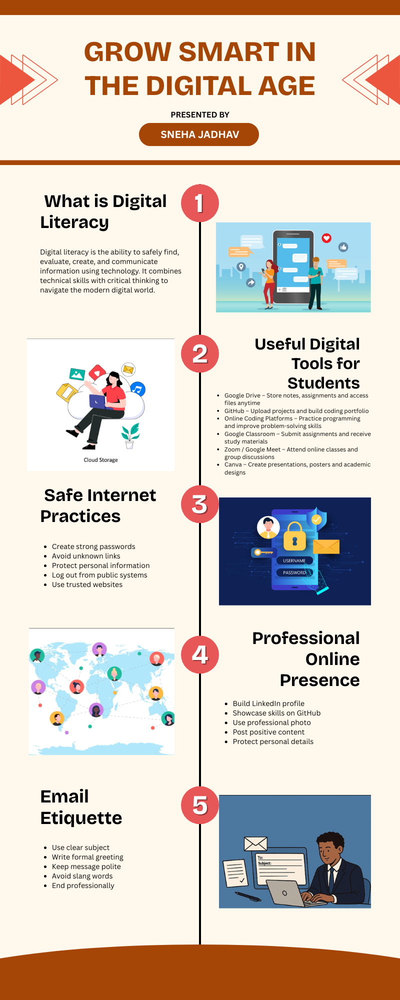 GROW SMART IN
THE DIGITAL AGE
PRESENTED BY
SNEHA JADHAV
1
What is Digital
Literacy
Digital literacy is the ability to safely find,
evaluate, create, and communicate
information using technology. It combines
technical skills with critical thinking to
navigate the modern digital world.
2
Useful Digital
Tools for
Students
• Google Drive – Store notes, assignments and access
files anytime
• GitHub – Upload projects and build coding portfolio
• Online Coding Platforms – Practice programming
and improve problem-solving skills
• Google Classroom – Submit assignments and receive
study materials
• Zoom / Google Meet – Attend online classes and
group discussions
• Canva – Create presentations, posters and academic
designs
Cloud Storage
3
Safe Internet
Practices
• Create strong passwords
• Avoid unknown links
• Protect personal information
• Log out from public systems
• Use trusted websites
USERNAME
PASSWORD
4
Professional
Online
Presence
• Build LinkedIn profile
• Showcase skills on GitHub
• Use professional photo
• Post positive content
• Protect personal details
5
Email
Etiquette
• Use clear subject
• Write formal greeting
• Keep message polite
• Avoid slang words
• End professionally
To:
Subject: